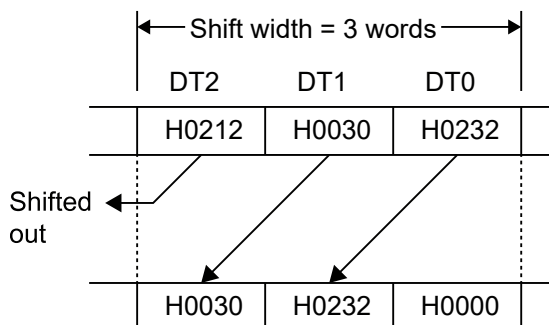 Shift width = 3 words
DT2 DT1 DT0
H0212 H0030 H0232
Shifted
out
H0030 H0232 H0000